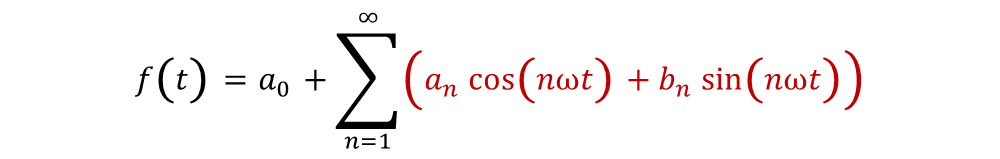 f(t) = a₀ + ∑_{n=1}^{∞} (aₙ cos(nωt) + bₙ sin(nωt))